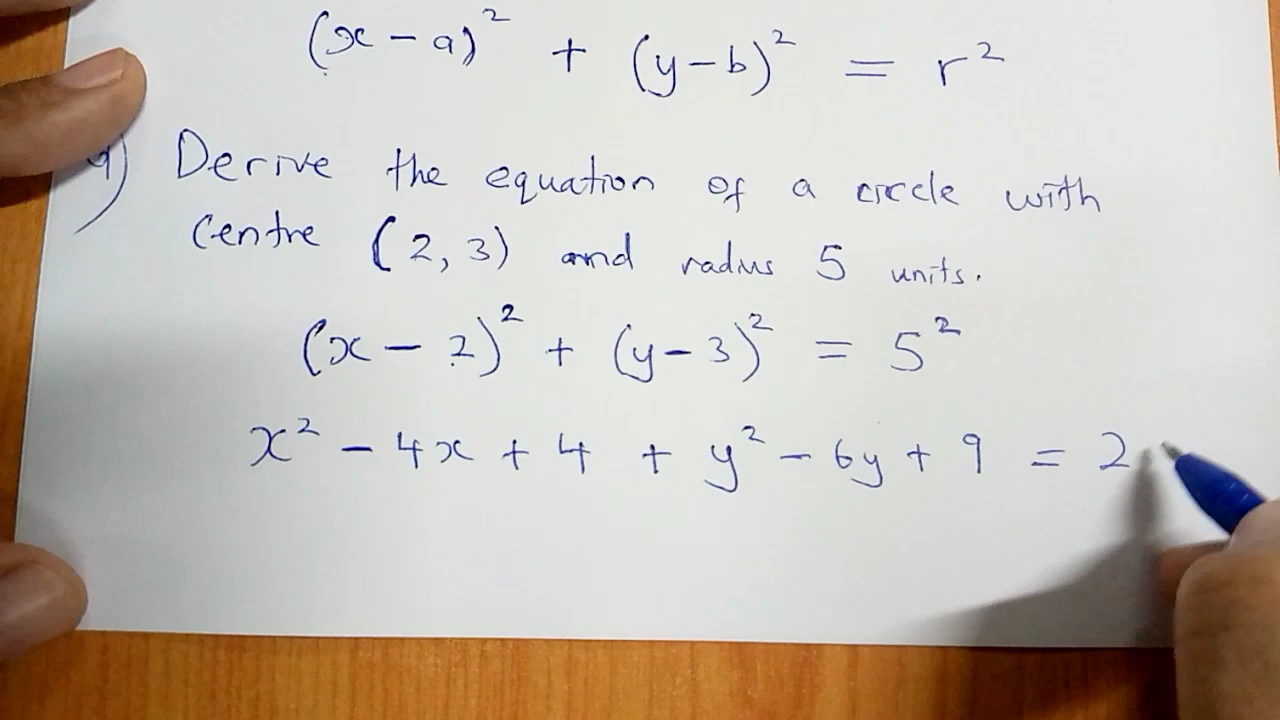 (x - a)² + (y - b)² = r²
9) Derive the equation of a circle with
centre (2, 3) and radius 5 units.
(x - 2)² + (y - 3)² = 5²
x² - 4x + 4 + y² - 6y + 9 = 2